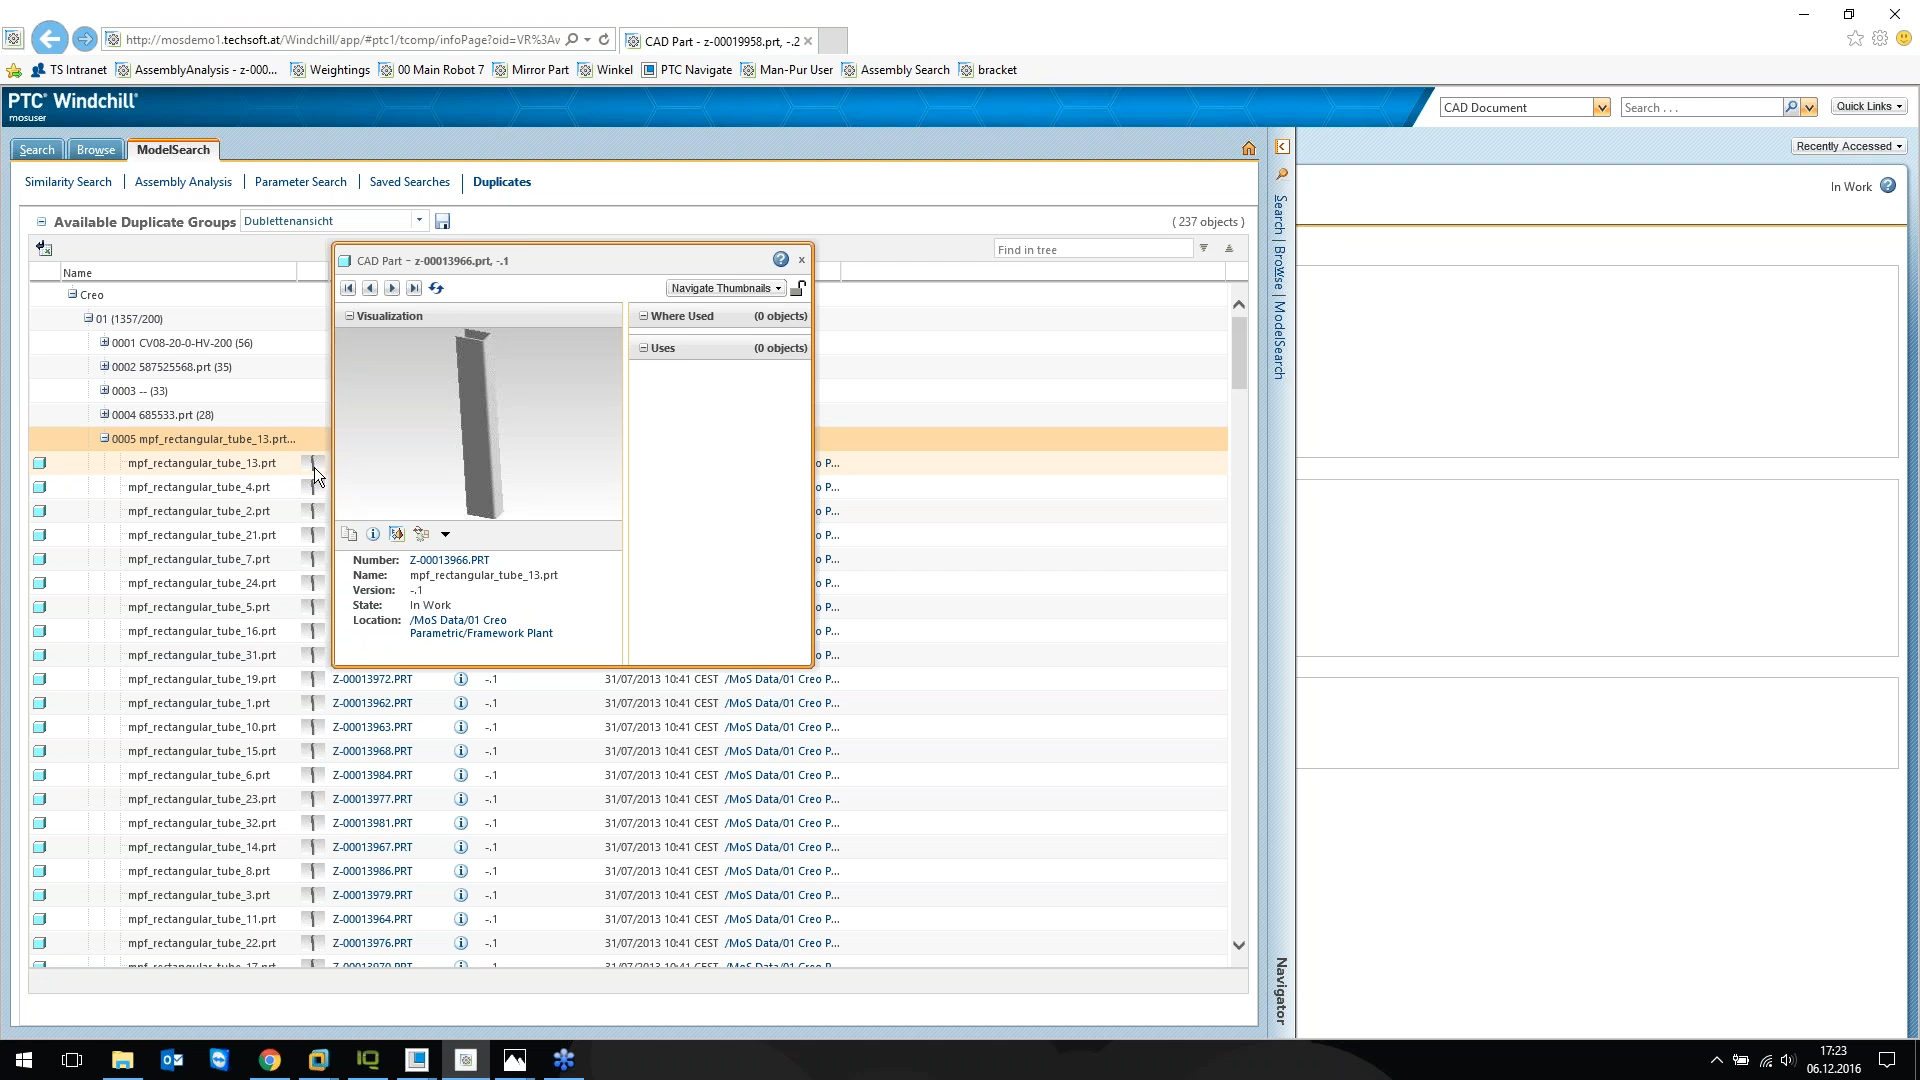 http://mosdemo1.techsoft.at/Windchill/app/#ptc1/tcomp/infoPage?oid=VR%3Av
CAD Part - z-00019958.prt, -.2
TS Intranet AssemblyAnalysis - z-000... Weightings 00 Main Robot 7 Mirror Part Winkel PTC Navigate Man-Pur User Assembly Search bracket
PTC® Windchill®
mosuser
CAD Document Search . . . Quick Links
Search Browse ModelSearch
Recently Accessed
Similarity Search Assembly Analysis Parameter Search Saved Searches Duplicates
In Work
Available Duplicate Groups Dublettenansicht ( 237 objects )
Find in tree
Name
Creo
01 (1357/200)
0001 CV08-20-0-HV-200 (56)
0002 587525568.prt (35)
0003 -- (33)
0004 685533.prt (28)
0005 mpf_rectangular_tube_13.prt...
mpf_rectangular_tube_13.prt o P...
mpf_rectangular_tube_4.prt o P...
mpf_rectangular_tube_2.prt o P...
mpf_rectangular_tube_21.prt o P...
mpf_rectangular_tube_7.prt o P...
mpf_rectangular_tube_24.prt o P...
mpf_rectangular_tube_5.prt o P...
mpf_rectangular_tube_16.prt o P...
mpf_rectangular_tube_31.prt o P...
mpf_rectangular_tube_19.prt Z-00013972.PRT -.1 31/07/2013 10:41 CEST /MoS Data/01 Creo P...
mpf_rectangular_tube_1.prt Z-00013962.PRT -.1 31/07/2013 10:41 CEST /MoS Data/01 Creo P...
mpf_rectangular_tube_10.prt Z-00013963.PRT -.1 31/07/2013 10:41 CEST /MoS Data/01 Creo P...
mpf_rectangular_tube_15.prt Z-00013968.PRT -.1 31/07/2013 10:41 CEST /MoS Data/01 Creo P...
mpf_rectangular_tube_6.prt Z-00013984.PRT -.1 31/07/2013 10:41 CEST /MoS Data/01 Creo P...
mpf_rectangular_tube_23.prt Z-00013977.PRT -.1 31/07/2013 10:41 CEST /MoS Data/01 Creo P...
mpf_rectangular_tube_32.prt Z-00013981.PRT -.1 31/07/2013 10:41 CEST /MoS Data/01 Creo P...
mpf_rectangular_tube_14.prt Z-00013967.PRT -.1 31/07/2013 10:41 CEST /MoS Data/01 Creo P...
mpf_rectangular_tube_8.prt Z-00013986.PRT -.1 31/07/2013 10:41 CEST /MoS Data/01 Creo P...
mpf_rectangular_tube_3.prt Z-00013979.PRT -.1 31/07/2013 10:41 CEST /MoS Data/01 Creo P...
mpf_rectangular_tube_11.prt Z-00013964.PRT -.1 31/07/2013 10:41 CEST /MoS Data/01 Creo P...
mpf_rectangular_tube_22.prt Z-00013976.PRT -.1 31/07/2013 10:41 CEST /MoS Data/01 Creo P...
mpf_rectangular_tube_17.prt Z-00013970.PRT -.1 31/07/2013 10:41 CEST /MoS Data/01 Creo P...
CAD Part - z-00013966.prt, -.1
Navigate Thumbnails
Visualization
Where Used (0 objects)
Uses (0 objects)
Number: Z-00013966.PRT
Name: mpf_rectangular_tube_13.prt
Version: -.1
State: In Work
Location: /MoS Data/01 Creo
Parametric/Framework Plant
Search | Browse | ModelSearch
Navigator
17:23
06.12.2016